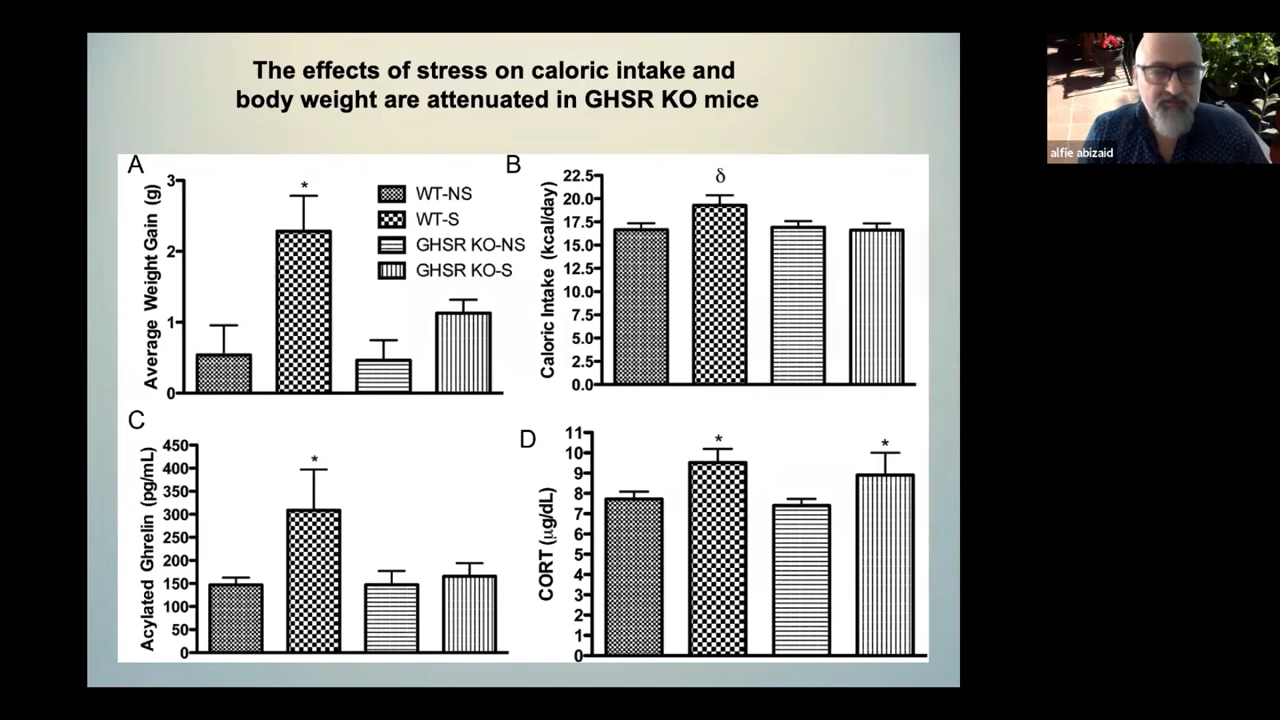 The effects of stress on caloric intake and
body weight are attenuated in GHSR KO mice
alfie abizaid
A
Average Weight Gain (g)
3
2
1
0
*
WT-NS
WT-S
GHSR KO-NS
GHSR KO-S
B
Caloric Intake (kcal/day)
22.5
20.0
17.5
15.0
12.5
10.0
7.5
5.0
2.5
0.0
δ
C
Acylated Ghrelin (pg/mL)
450
400
350
300
250
200
150
100
50
0
*
D
CORT (μg/dL)
11
10
9
8
7
6
5
4
3
2
1
0
*
*